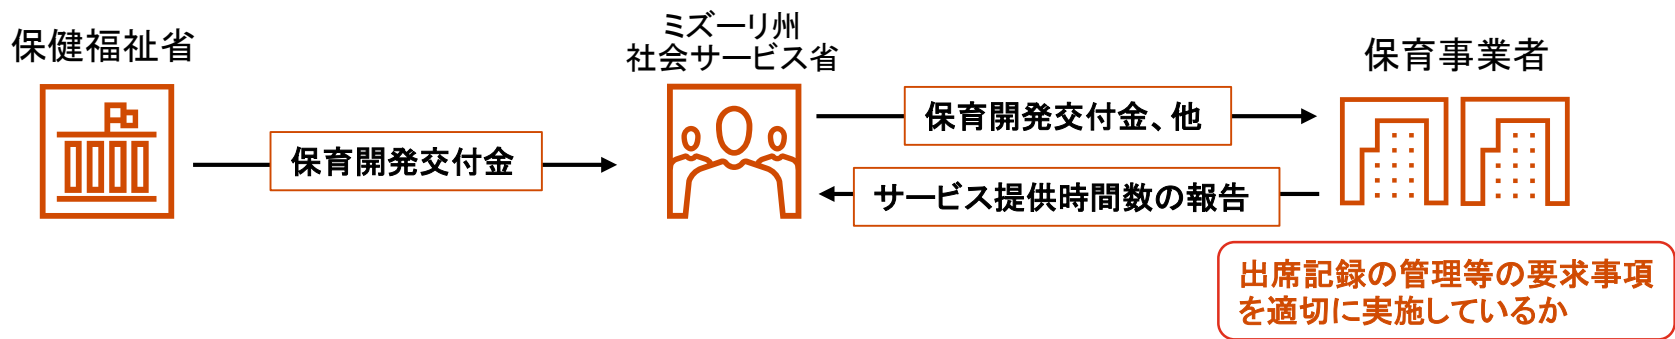 保健福祉省
ミズーリ州
社会サービス省
保育事業者
保育開発交付金
保育開発交付金、他
サービス提供時間数の報告
出席記録の管理等の要求事項
を適切に実施しているか